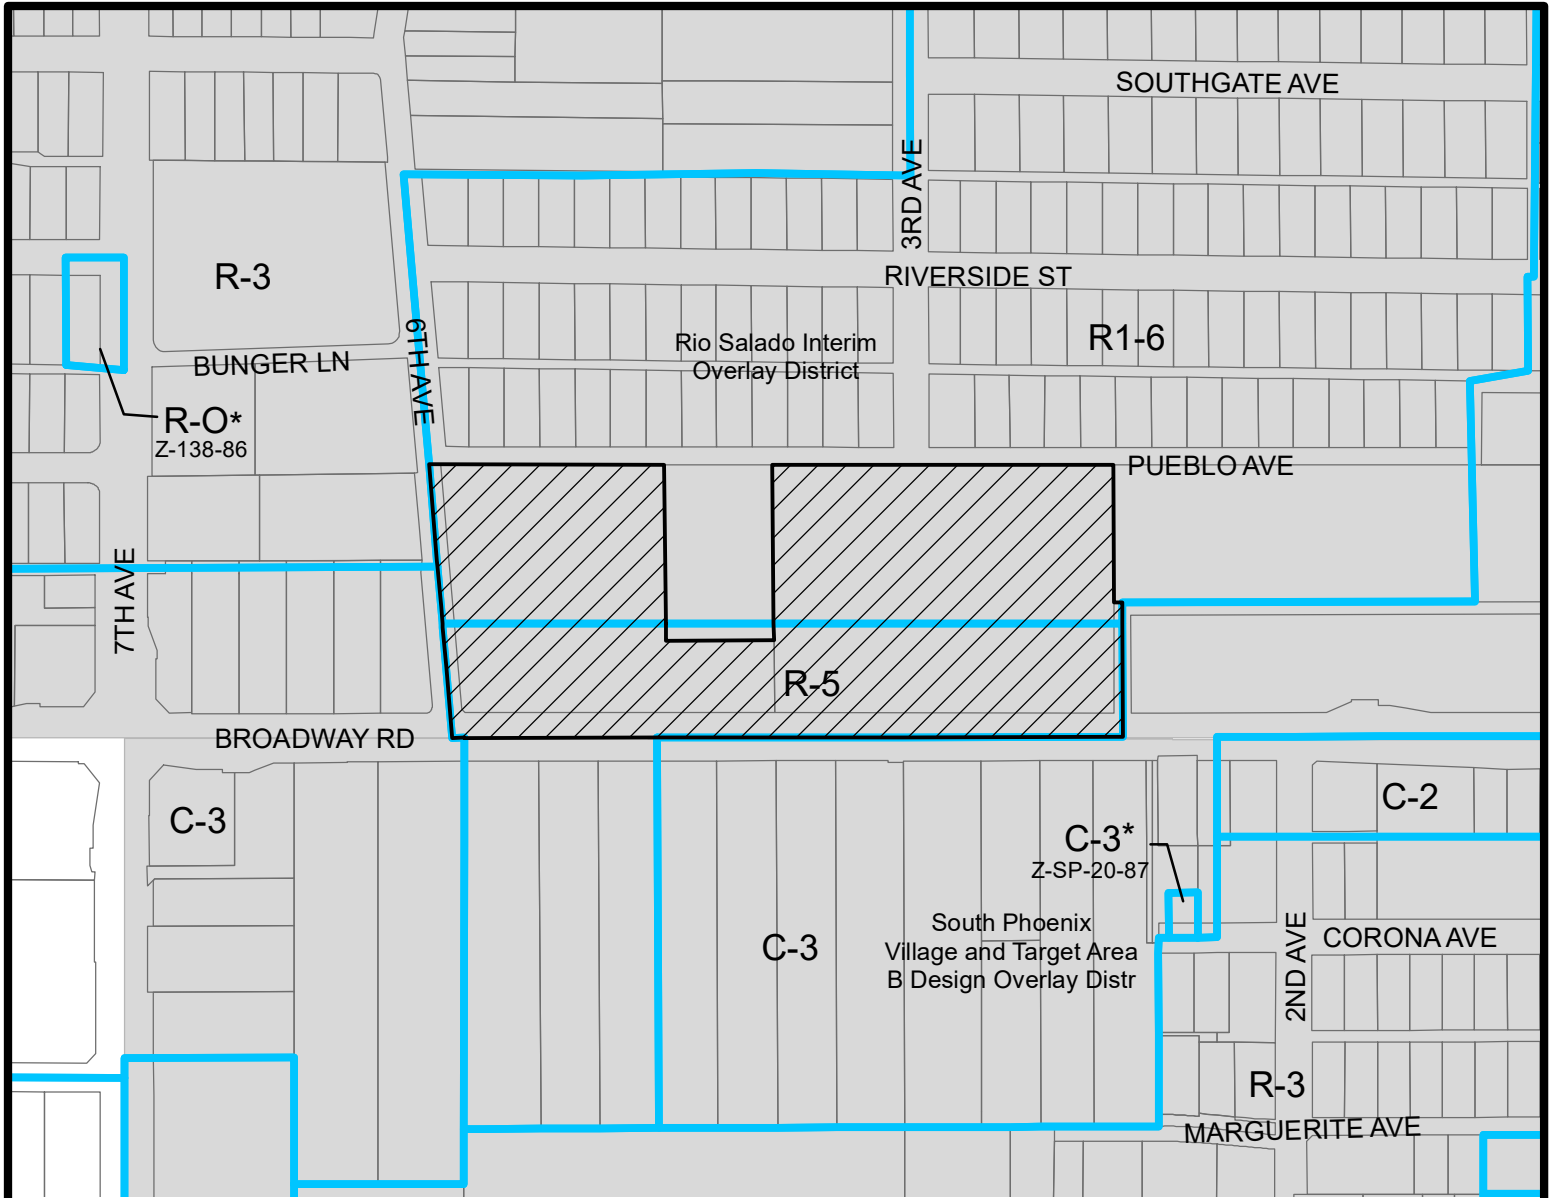 SOUTHGATE AVE
3RD AVE
RIVERSIDE ST
R-3
6TH AVE
Rio Salado Interim
Overlay District
R1-6
BUNGER LN
R-O*
Z-138-86
PUEBLO AVE
7TH AVE
R-5
BROADWAY RD
C-3
C-2
C-3*
Z-SP-20-87
C-3
South Phoenix
Village and Target Area
B Design Overlay Distr
2ND AVE
CORONA AVE
R-3
MARGUERITE AVE